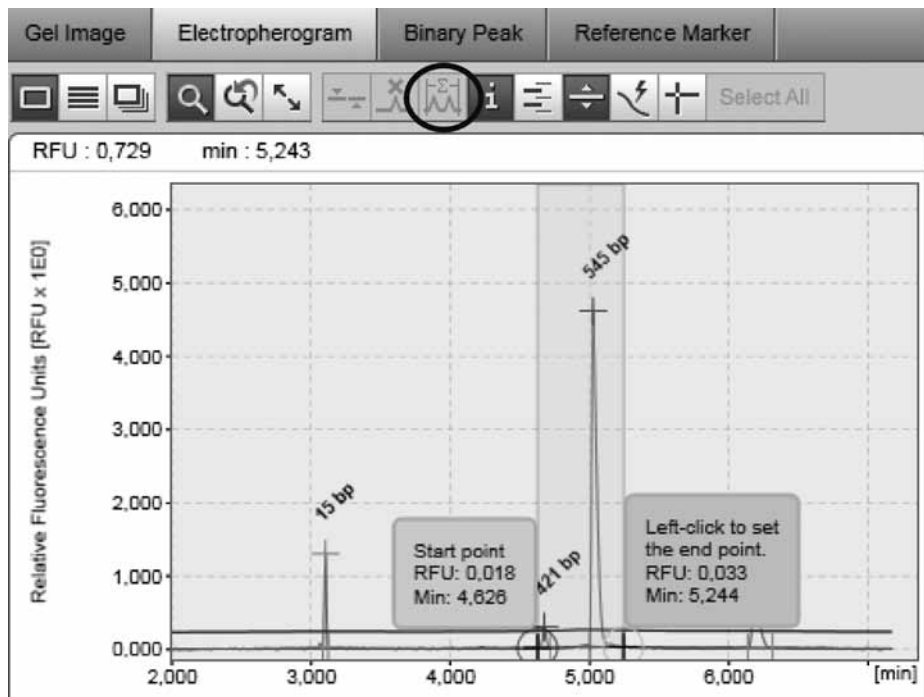 Gel Image Electropherogram Binary Peak Reference Marker
Σ i Select All
RFU : 0,729 min : 5,243
Relative Fluorescence Units [RFU x 1E0]
6,000
5,000
4,000
3,000
2,000
1,000
0,000
15 bp
421 bp
545 bp
Start point
RFU: 0,018
Min: 4,626
Left-click to set
the end point.
RFU: 0,033
Min: 5,244
2,000 3,000 4,000 5,000 6,000 [min]